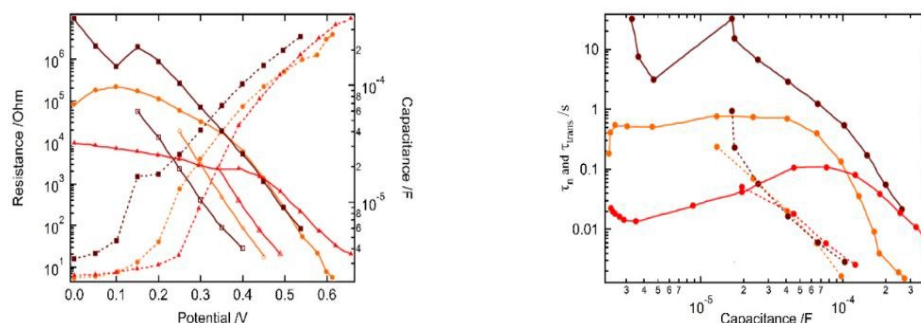 Resistance /Ohm
10⁶
10⁵
10⁴
10³
10²
10¹
0.0 0.1 0.2 0.3 0.4 0.5 0.6
Potential /V
2
10⁻⁴
6
4
2
10⁻⁵
6
4
Capacitance /F
τn and τtrans /s
10
1
0.1
0.01
3 4 5 6 7 2 3 4 5 6 7 2 3
10⁻⁵ 10⁻⁴
Capacitance /F